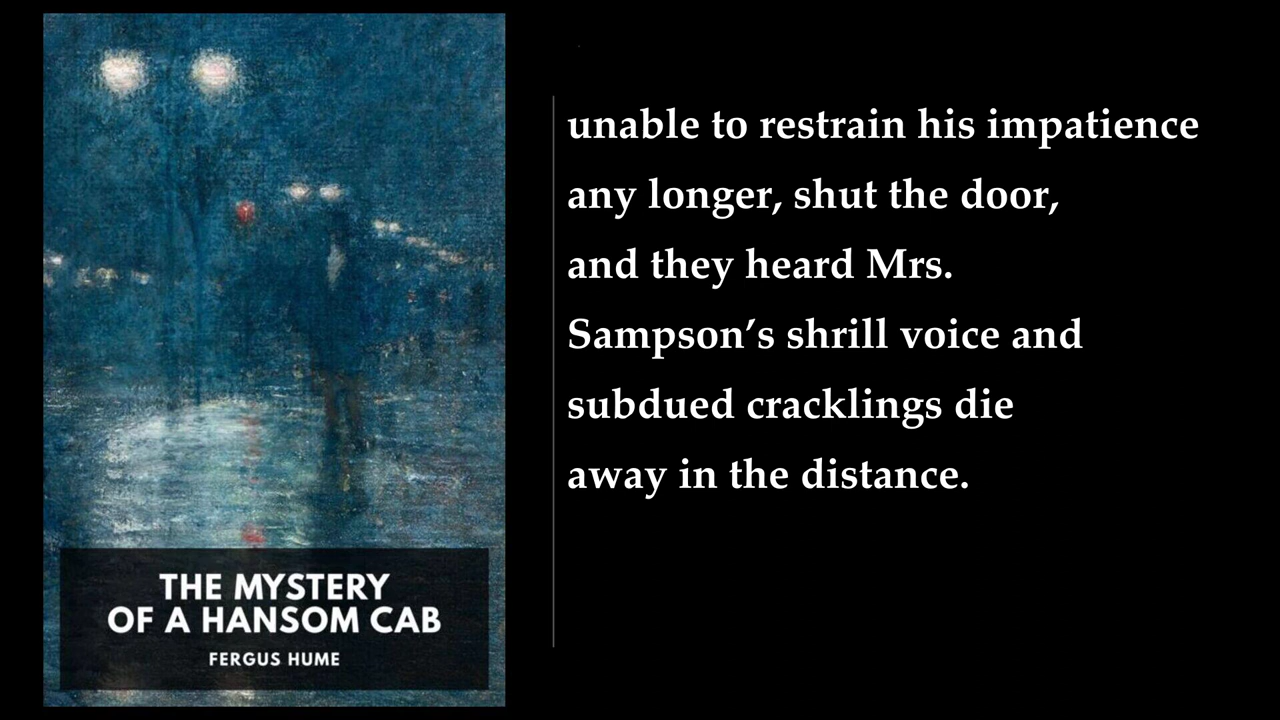 THE MYSTERY
OF A HANSOM CAB
FERGUS HUME
unable to restrain his impatience
any longer, shut the door,
and they heard Mrs.
Sampson’s shrill voice and
subdued cracklings die
away in the distance.